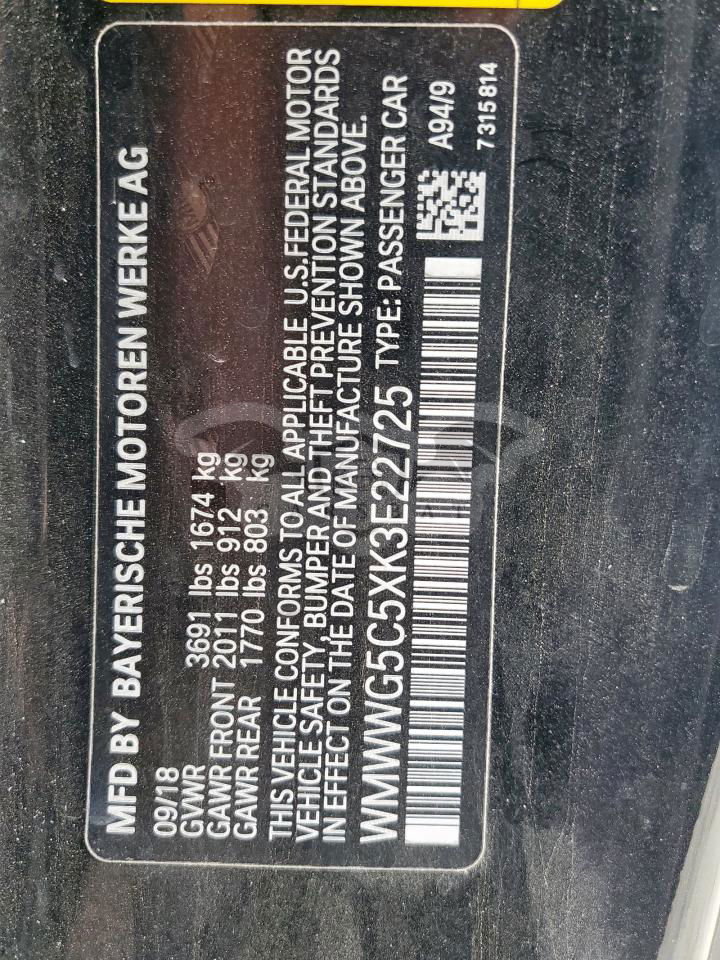 MFD BY BAYERISCHE MOTOREN WERKE AG
09/18
GVWR 3691 lbs 1674 kg
GAWR FRONT 2011 lbs 912 kg
GAWR REAR 1770 lbs 803 kg
THIS VEHICLE CONFORMS TO ALL APPLICABLE U.S. FEDERAL MOTOR
VEHICLE SAFETY, BUMPER AND THEFT PREVENTION STANDARDS
IN EFFECT ON THE DATE OF MANUFACTURE SHOWN ABOVE.
WMWWG5C5XK3E22725 TYPE: PASSENGER CAR
A94/9
7 315 814